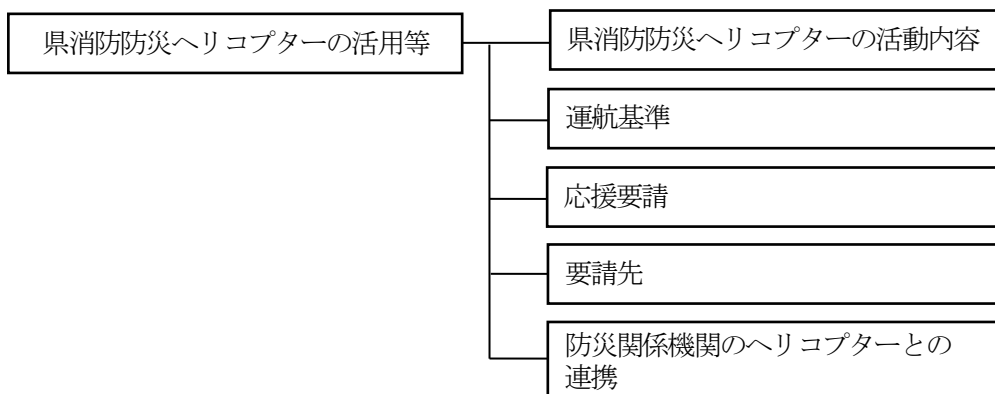 県消防防災ヘリコプターの活用等
県消防防災ヘリコプターの活動内容
運航基準
応援要請
要請先
防災関係機関のヘリコプターとの
連携